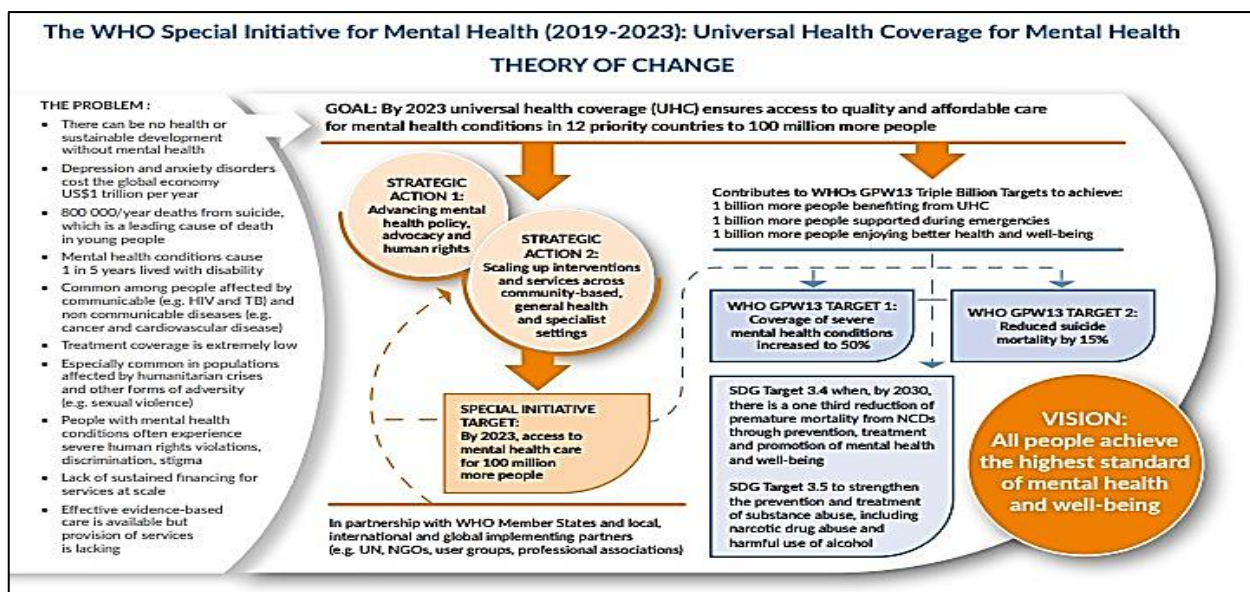 The WHO Special Initiative for Mental Health (2019-2023): Universal Health Coverage for Mental Health
THEORY OF CHANGE
THE PROBLEM :
• There can be no health or
sustainable development
without mental health
• Depression and anxiety disorders
cost the global economy
US$1 trillion per year
• 800 000/year deaths from suicide,
which is a leading cause of death
in young people
• Mental health conditions cause
1 in 5 years lived with disability
• Common among people affected by
communicable (e.g. HIV and TB) and
non communicable diseases (e.g.
cancer and cardiovascular disease)
• Treatment coverage is extremely low
• Especially common in populations
affected by humanitarian crises
and other forms of adversity
(e.g. sexual violence)
• People with mental health
conditions often experience
severe human rights violations,
discrimination, stigma
• Lack of sustained financing for
services at scale
• Effective evidence-based
care is available but
provision of services
is lacking
GOAL: By 2023 universal health coverage (UHC) ensures access to quality and affordable care
for mental health conditions in 12 priority countries to 100 million more people
STRATEGIC
ACTION 1:
Advancing mental
health policy,
advocacy and
human rights
STRATEGIC
ACTION 2:
Scaling up interventions
and services across
community-based,
general health
and specialist
settings
SPECIAL INITIATIVE
TARGET:
By 2023, access to
mental health care
for 100 million
more people
In partnership with WHO Member States and local,
international and global implementing partners
(e.g. UN, NGOs, user groups, professional associations)
Contributes to WHOs GPW13 Triple Billion Targets to achieve:
1 billion more people benefiting from UHC
1 billion more people supported during emergencies
1 billion more people enjoying better health and well-being
WHO GPW13 TARGET 1:
Coverage of severe
mental health conditions
increased to 50%
WHO GPW13 TARGET 2:
Reduced suicide
mortality by 15%
SDG Target 3.4 when, by 2030,
there is a one third reduction of
premature mortality from NCDs
through prevention, treatment
and promotion of mental health
and well-being
SDG Target 3.5 to strengthen
the prevention and treatment
of substance abuse, including
narcotic drug abuse and
harmful use of alcohol
VISION:
All people achieve
the highest standard
of mental health
and well-being